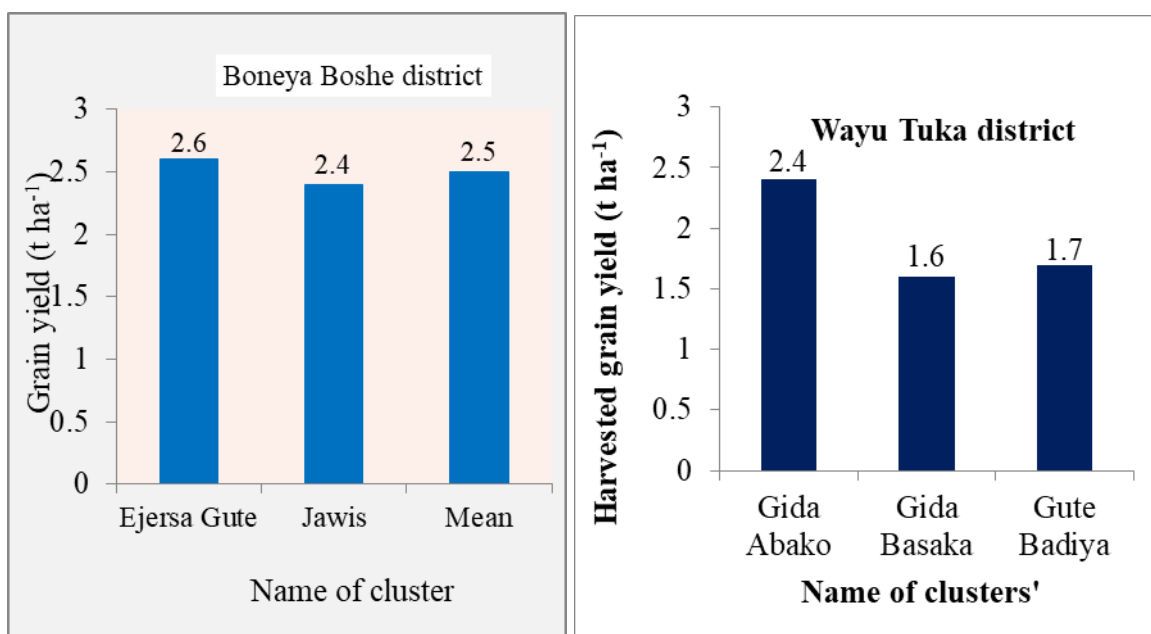 Boneya Boshe district
Grain yield (t ha⁻¹)
3
2.5
2
1.5
1
0.5
0
2.6
2.4
2.5
Ejersa Gute
Jawis
Mean
Name of cluster
Wayu Tuka district
Harvested grain yield (t ha⁻¹)
3
2.5
2
1.5
1
0.5
0
2.4
1.6
1.7
Gida
Abako
Gida
Basaka
Gute
Badiya
Name of clusters'